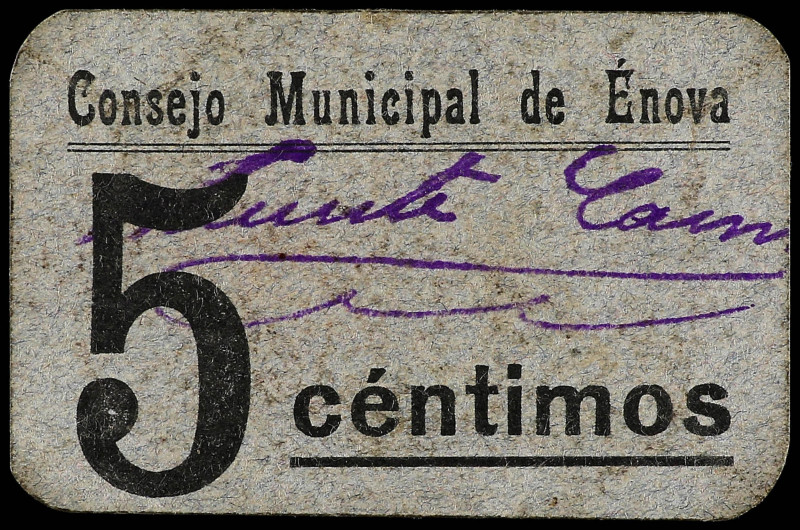 Consejo Municipal de Énova
5 céntimos